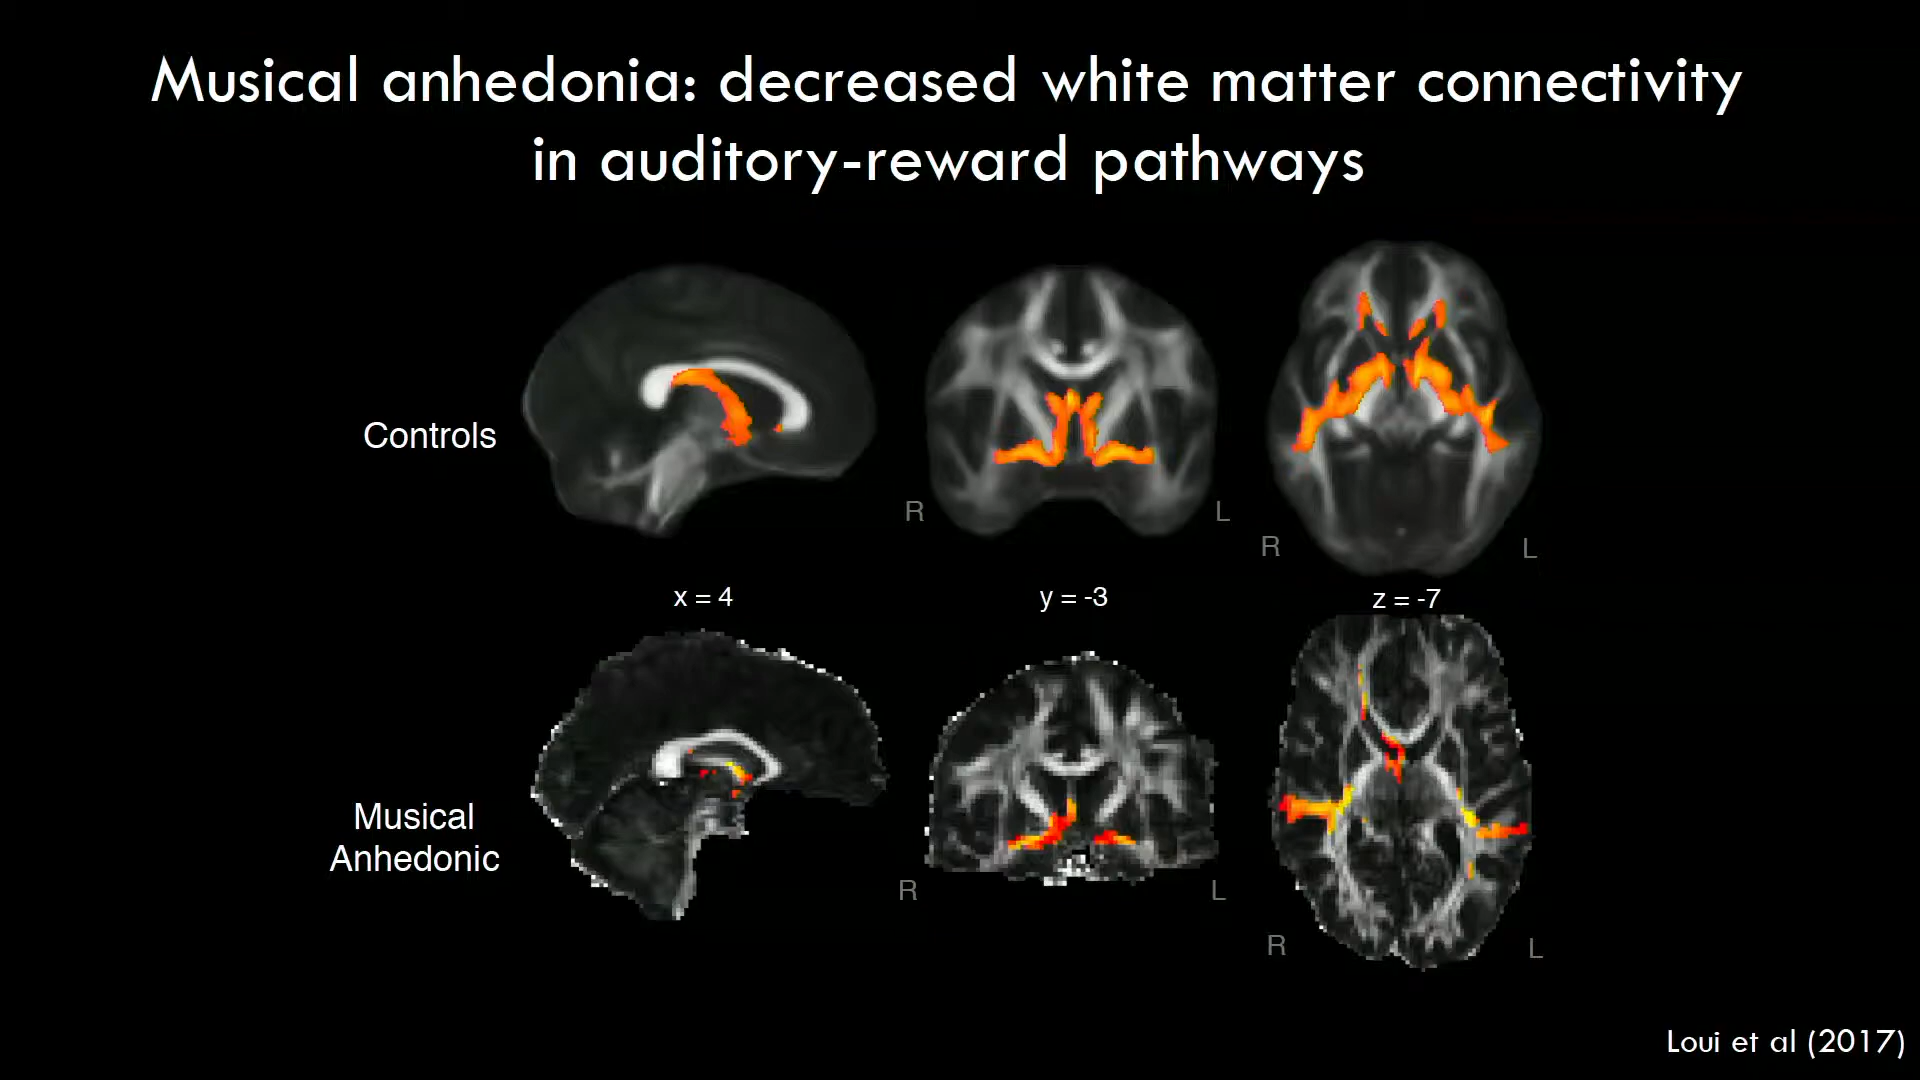 Musical anhedonia: decreased white matter connectivity
in auditory-reward pathways
Controls
R
L
R
L
x = 4
y = -3
z = -7
Musical
Anhedonic
R
L
R
L
Loui et al (2017)